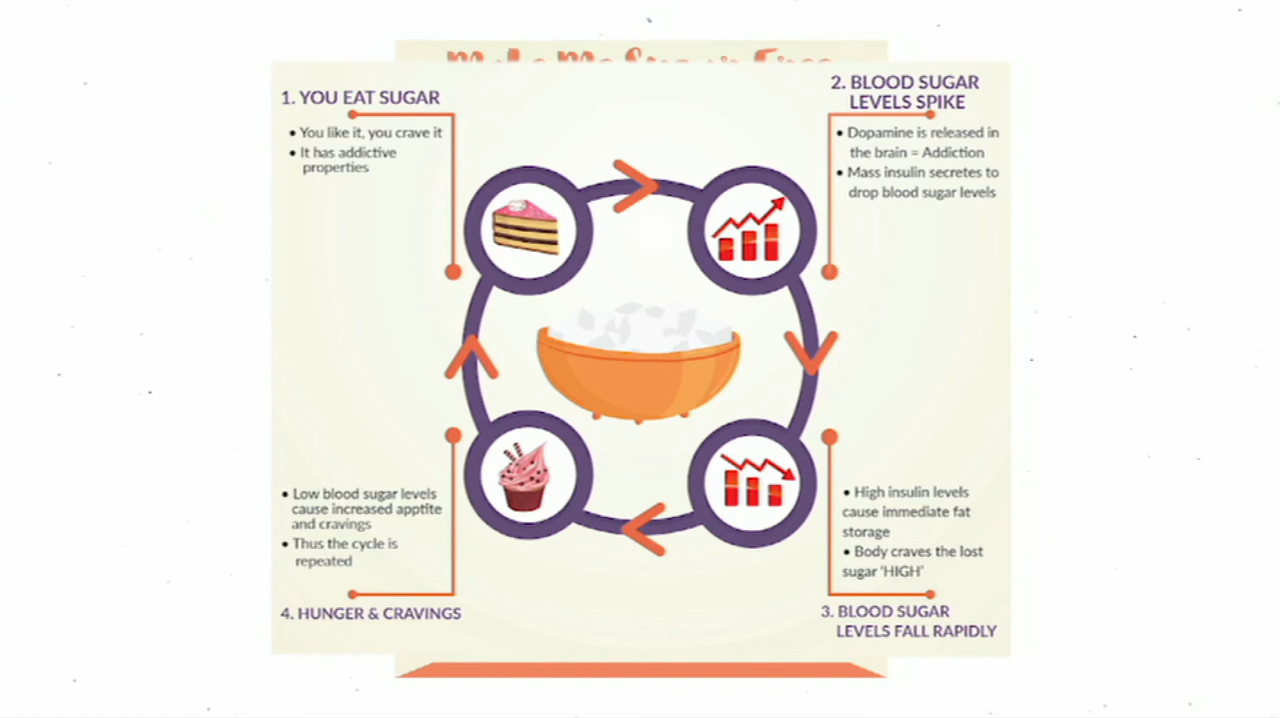 1. YOU EAT SUGAR
• You like it, you crave it
• It has addictive
properties
2. BLOOD SUGAR
LEVELS SPIKE
• Dopamine is released in
the brain = Addiction
• Mass insulin secretes to
drop blood sugar levels
• High insulin levels
cause immediate fat
storage
• Body craves the lost
sugar ‘HIGH’
3. BLOOD SUGAR
LEVELS FALL RAPIDLY
• Low blood sugar levels
cause increased apptite
and cravings
• Thus the cycle is
repeated
4. HUNGER & CRAVINGS